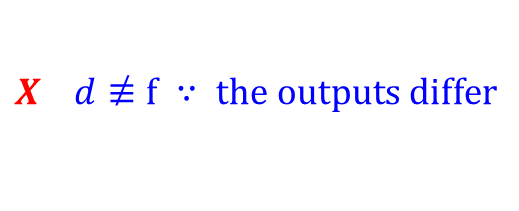 X d ≢ f ∵ the outputs differ